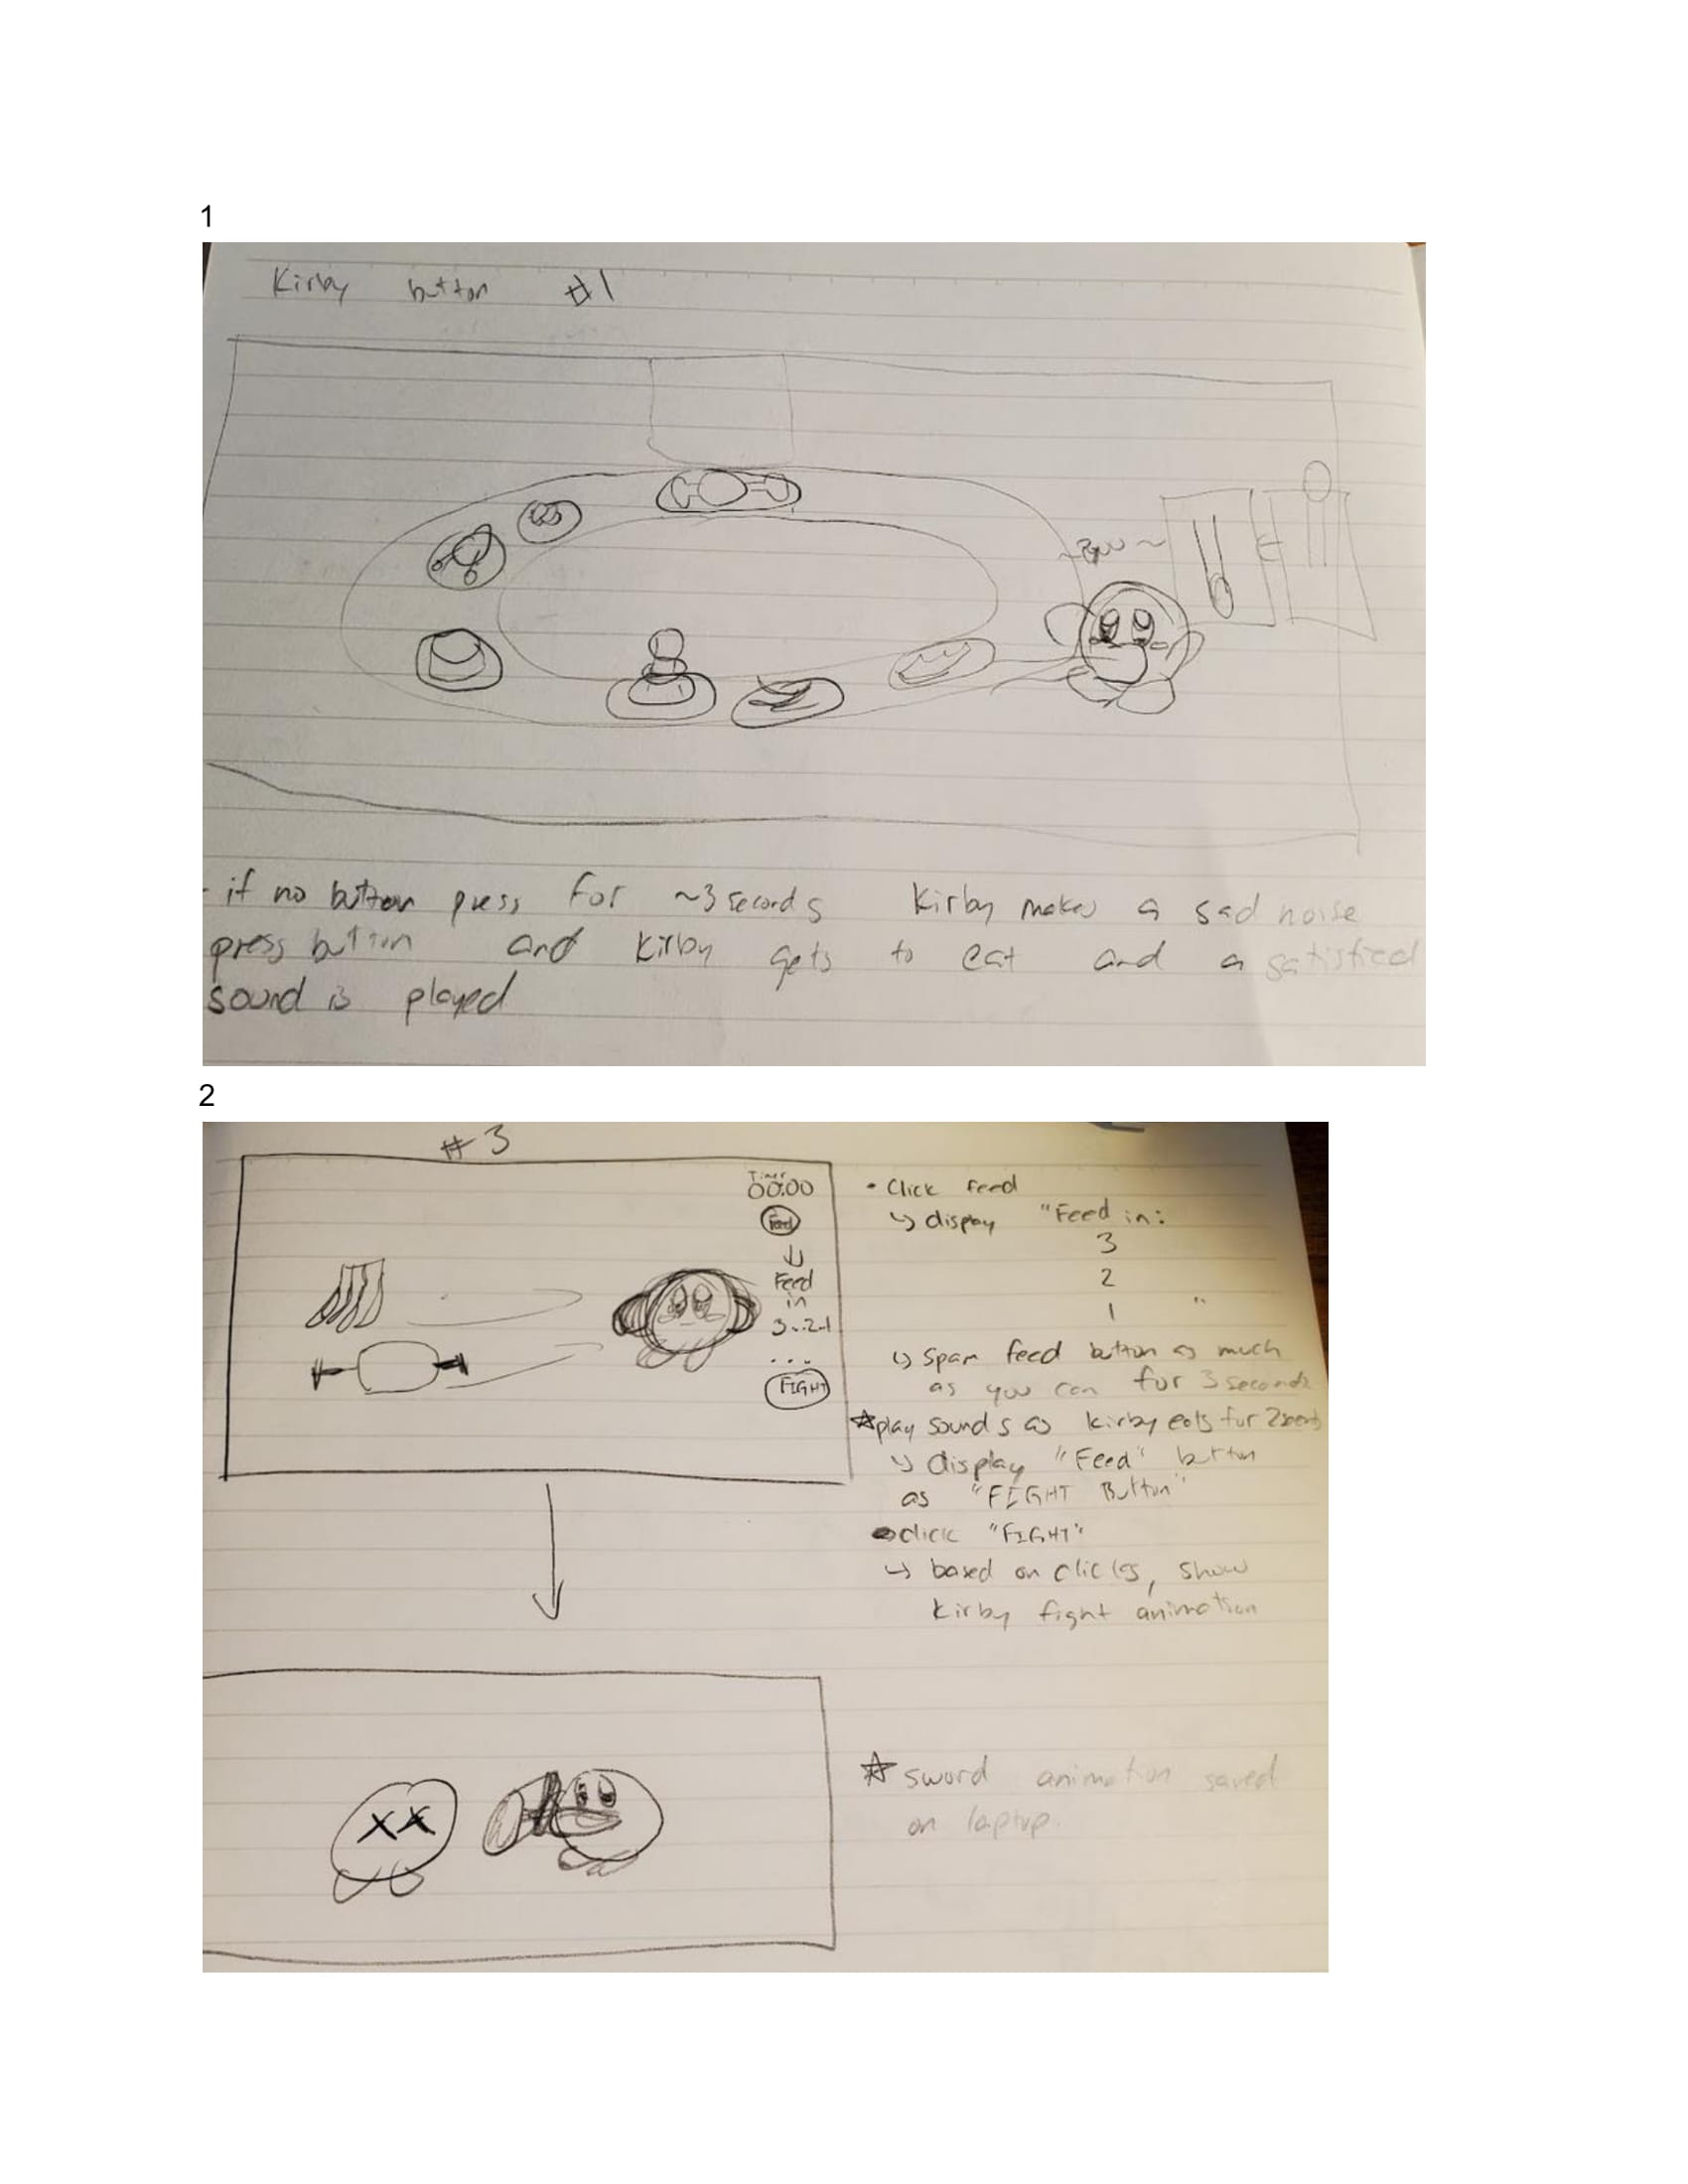 1
Kirby button #1
- if no button press for ~3 seconds Kirby makes a sad noise
press button and Kirby gets to eat and a satisfied
sound is played
2
#3
Timer
00:00
Feed
Feed
in
3..2..1
...
FIGHT
• Click feed
↳ display "Feed in:
3
2
1 "
↳ Spam feed button as much
as you can for 3 seconds
☆play sounds as kirby eats for 2 seconds
↳ display "Feed" button
as "FIGHT Button"
click "FIGHT"
↳ based on clicks, show
kirby fight animation
☆ sword animation saved
on laptop.